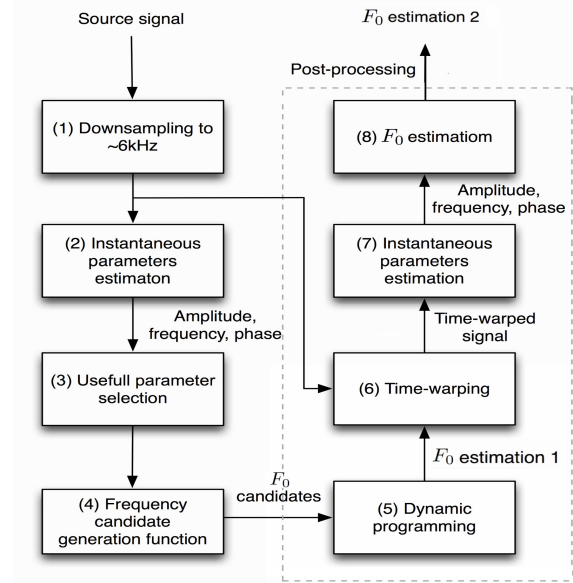 Source signal
(1) Downsampling to
~6kHz
(2) Instantaneous
parameters
estimaton
Amplitude,
frequency, phase
(3) Usefull parameter
selection
(4) Frequency
candidate
generation function
F0
candidates
(5) Dynamic
programming
F0 estimation 1
(6) Time-warping
Time-warped
signal
(7) Instantaneous
parameters
estimation
Amplitude,
frequency, phase
(8) F0 estimatiom
Post-processing
F0 estimation 2